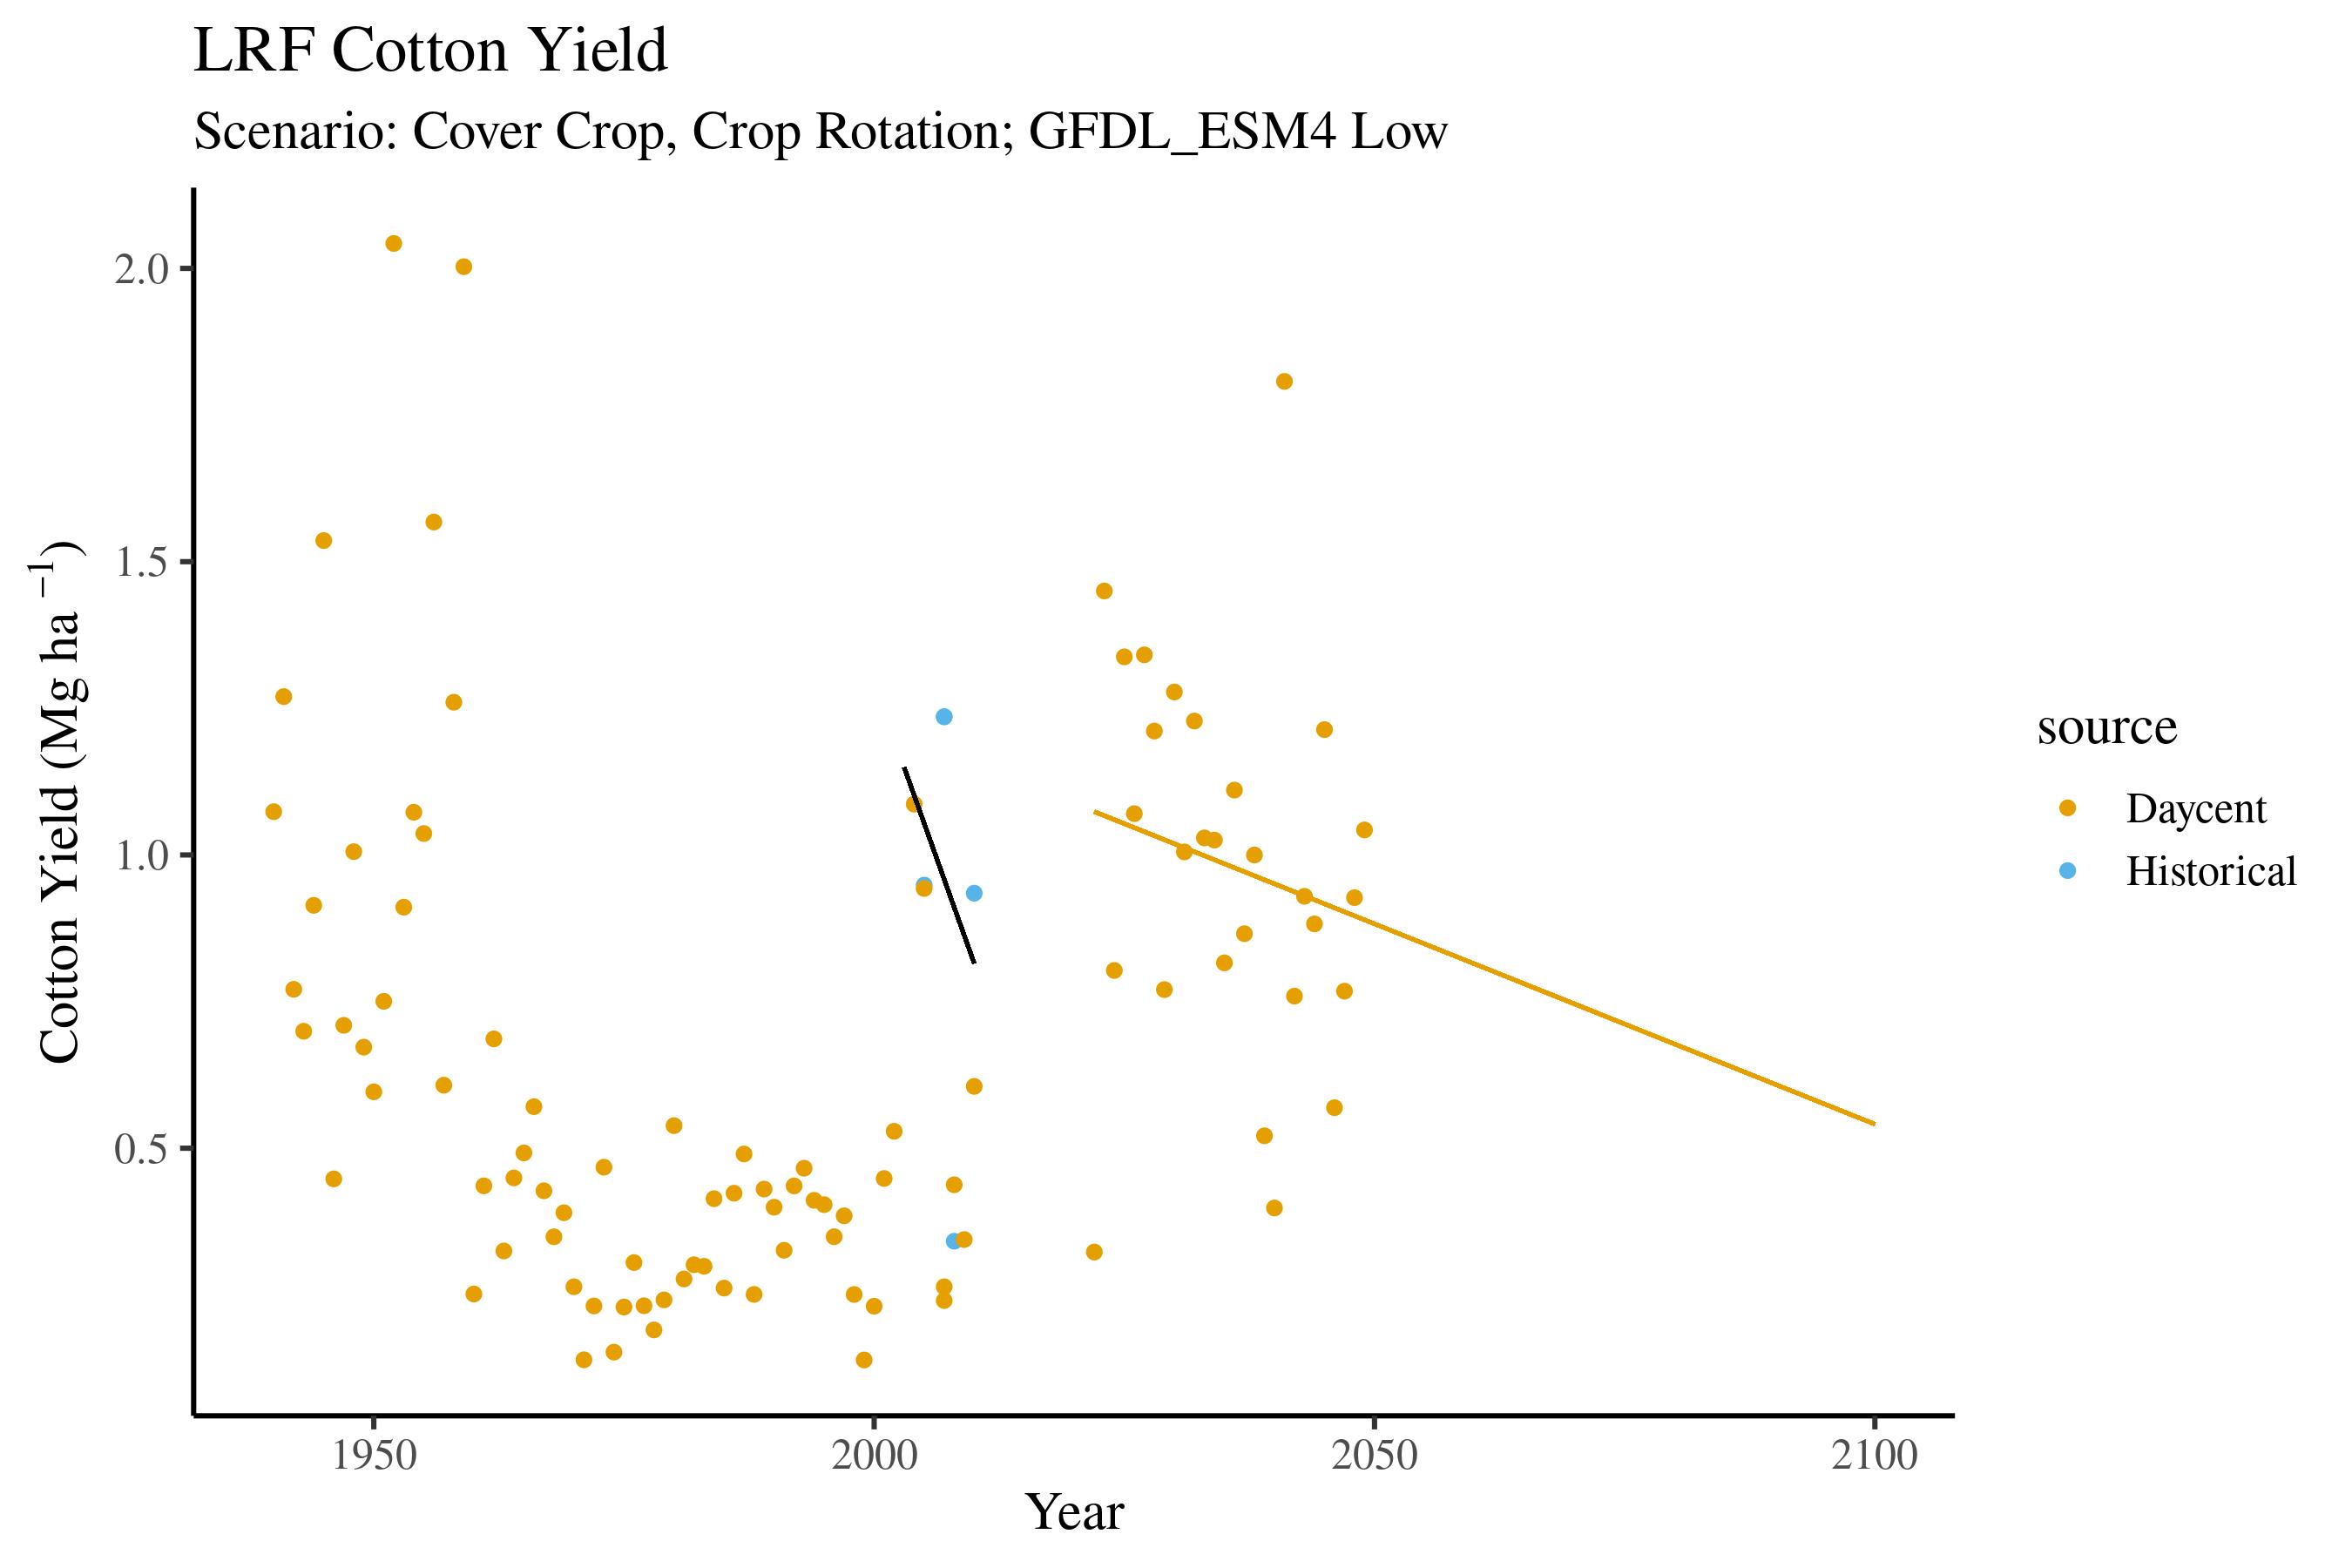 LRF Cotton Yield
Scenario: Cover Crop, Crop Rotation; GFDL_ESM4 Low
Cotton Yield (Mg ha −1)
2.0
1.5
1.0
0.5
1950 2000 2050 2100
Year
source
Daycent
Historical